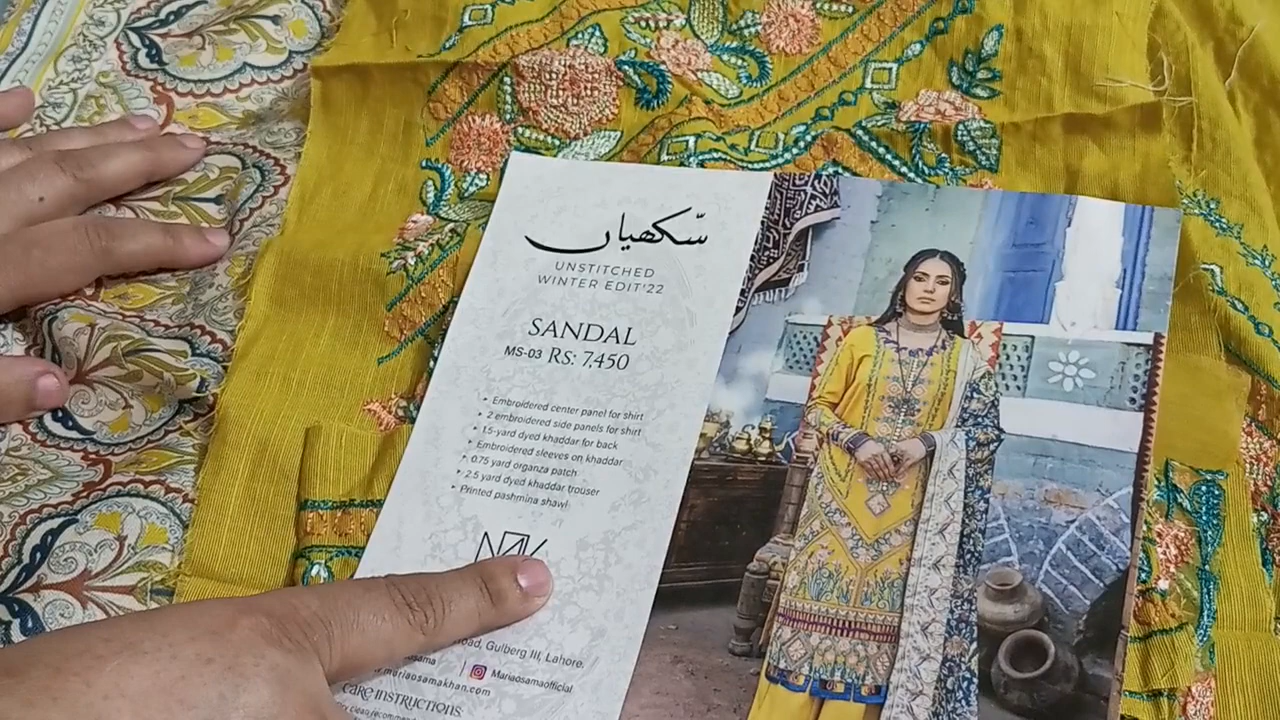 سکھیاں
UNSTITCHED
WINTER EDIT'22
SANDAL
MS-03 RS: 7,450
‣ Embroidered center panel for shirt
‣ 2 embroidered side panels for shirt
‣ 1.5-yard dyed khaddar for back
‣ Embroidered sleeves on khaddar
‣ 0.75 yard organza patch
‣ 2.5 yard dyed khaddar trouser
‣ Printed pashmina shawl
Gulberg III, Lahore.
Mariaosamaofficial
mariaosamakhan.com
CARE INSTRUCTIONS: